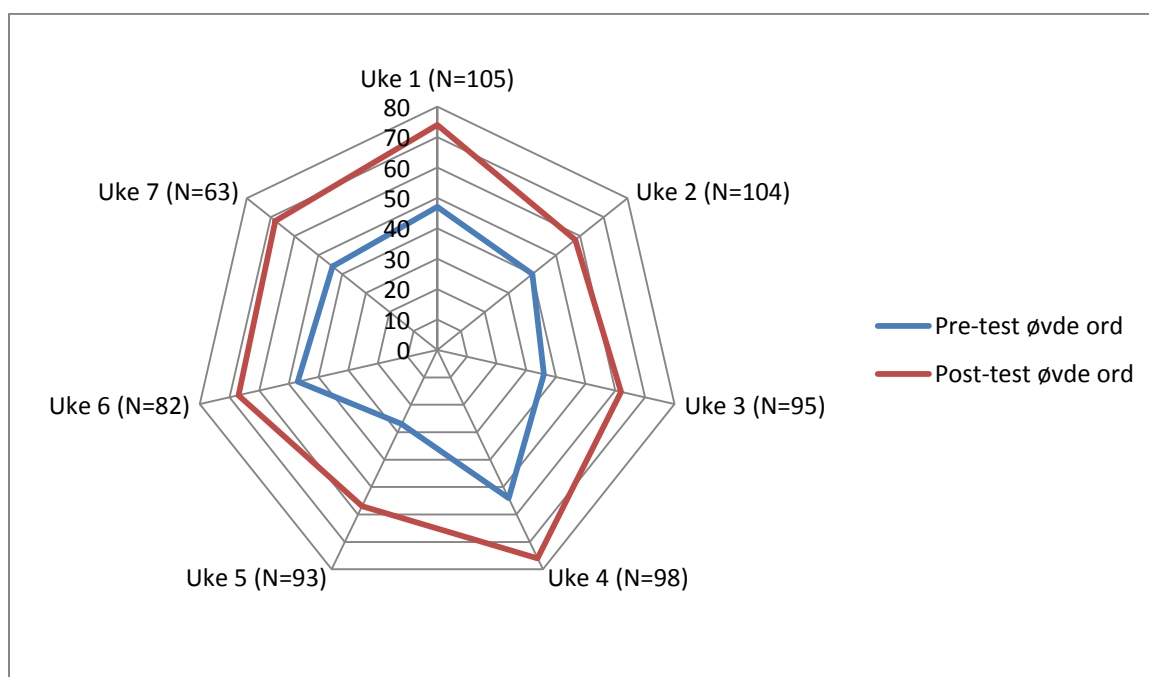 Uke 1 (N=105)
80
70
60
50
40
30
20
10
0
Uke 2 (N=104)
Uke 3 (N=95)
Uke 4 (N=98)
Uke 5 (N=93)
Uke 6 (N=82)
Uke 7 (N=63)
Pre-test øvde ord
Post-test øvde ord